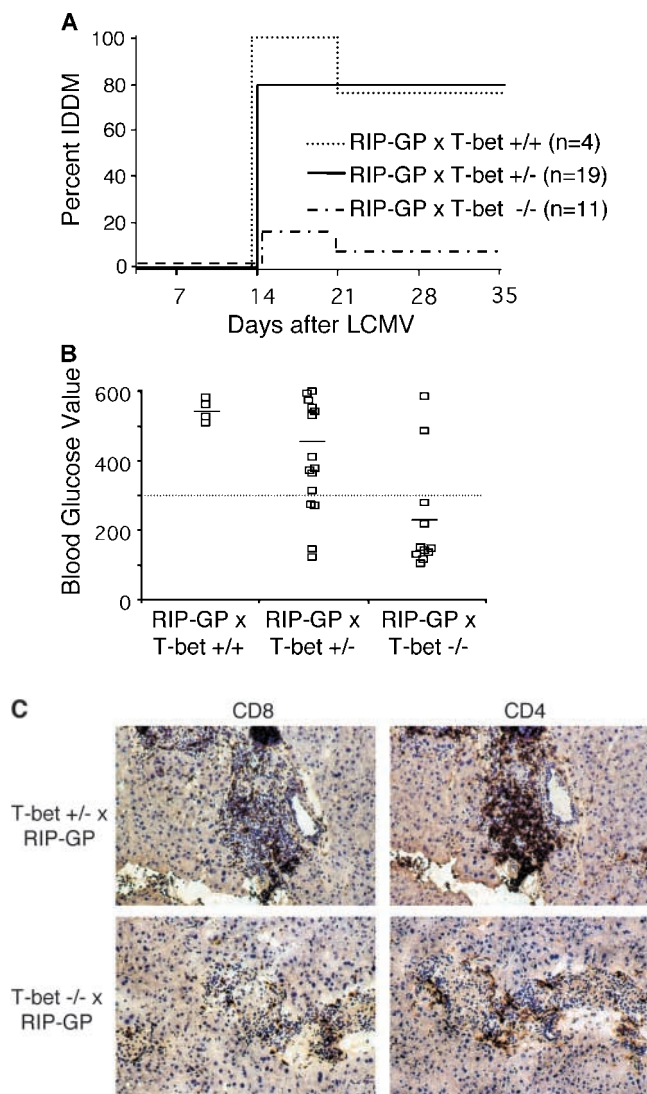 A
100
80
60
40
20
0
Percent IDDM
RIP-GP x T-bet +/+ (n=4)
RIP-GP x T-bet +/- (n=19)
RIP-GP x T-bet -/- (n=11)
7
14
21
28
35
Days after LCMV
B
600
400
200
0
Blood Glucose Value
RIP-GP x
T-bet +/+
RIP-GP x
T-bet +/-
RIP-GP x
T-bet -/-
C
CD8
CD4
T-bet +/- x
RIP-GP
T-bet -/- x
RIP-GP